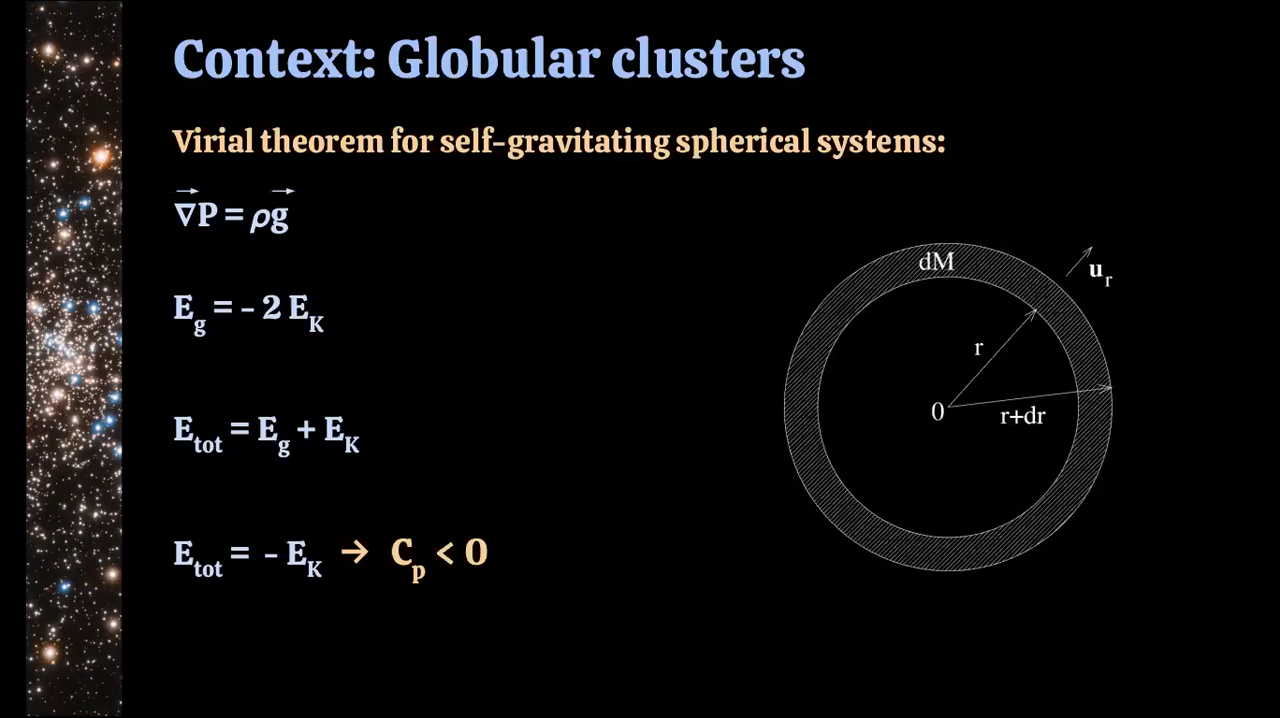 Context: Globular clusters
Virial theorem for self-gravitating spherical systems:
∇⃗P = ρg⃗
E_g = - 2 E_K
E_tot = E_g + E_K
E_tot = - E_K → C_p < 0
dM
u_r
r
0
r+dr